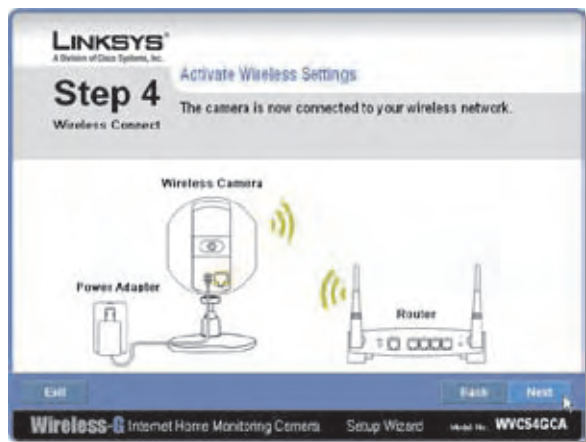 LINKSYS®
A Division of Cisco Systems, Inc.
Step 4
Wireless Connect
Activate Wireless Settings
The camera is now connected to your wireless network.
Wireless Camera
Power Adapter
Router
Exit
Back
Next
Wireless-G Internet Home Monitoring Camera
Setup Wizard
Model No. WVC54GCA